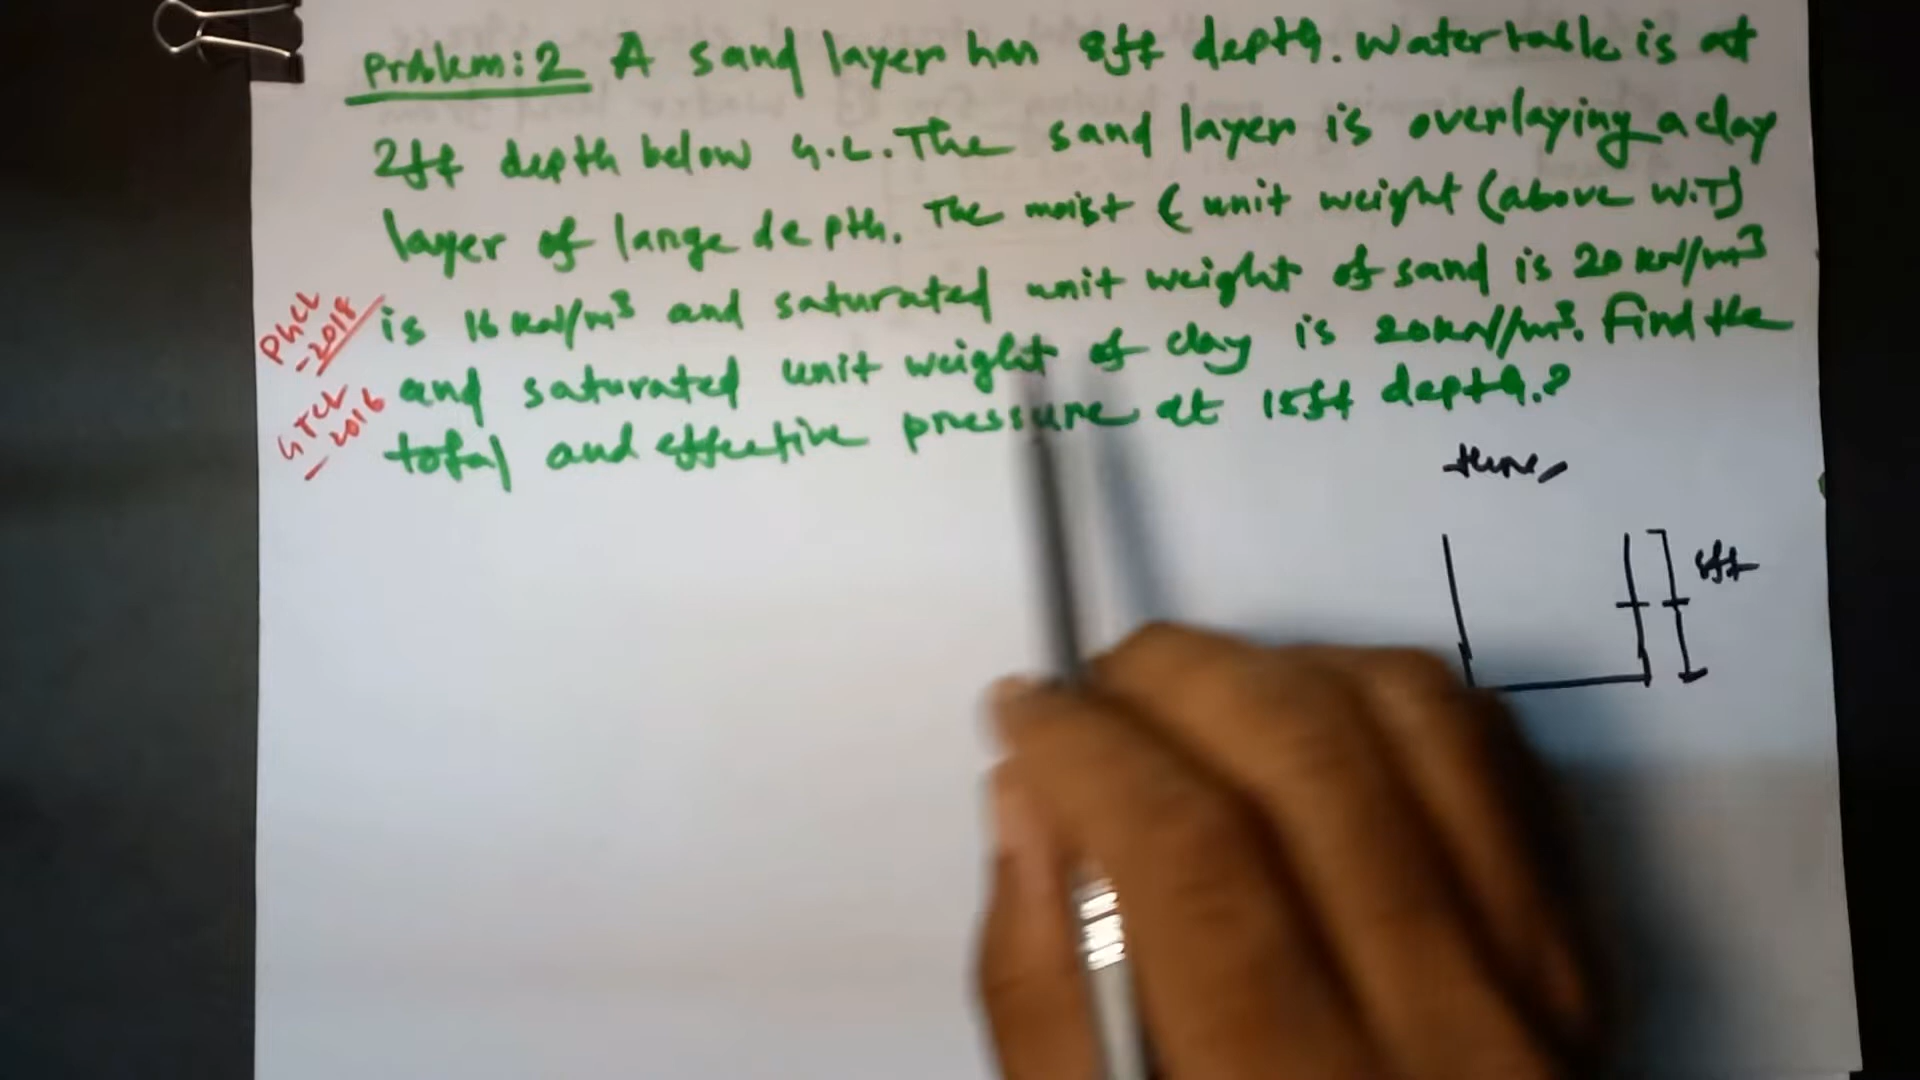 Problem: 2 A sand layer has 8ft depth. Water table is at
2ft depth below G.L. The sand layer is overlaying a clay
layer of large depth. The moist & unit weight (above W.T)
is 16 kN/m³ and saturated unit weight of sand is 20 kN/m³
and saturated unit weight of clay is 20kN/m³. Find the
total and effective pressure at 15ft depth.?
PGCL
-2018
GTCL
-2016
Here,
8ft